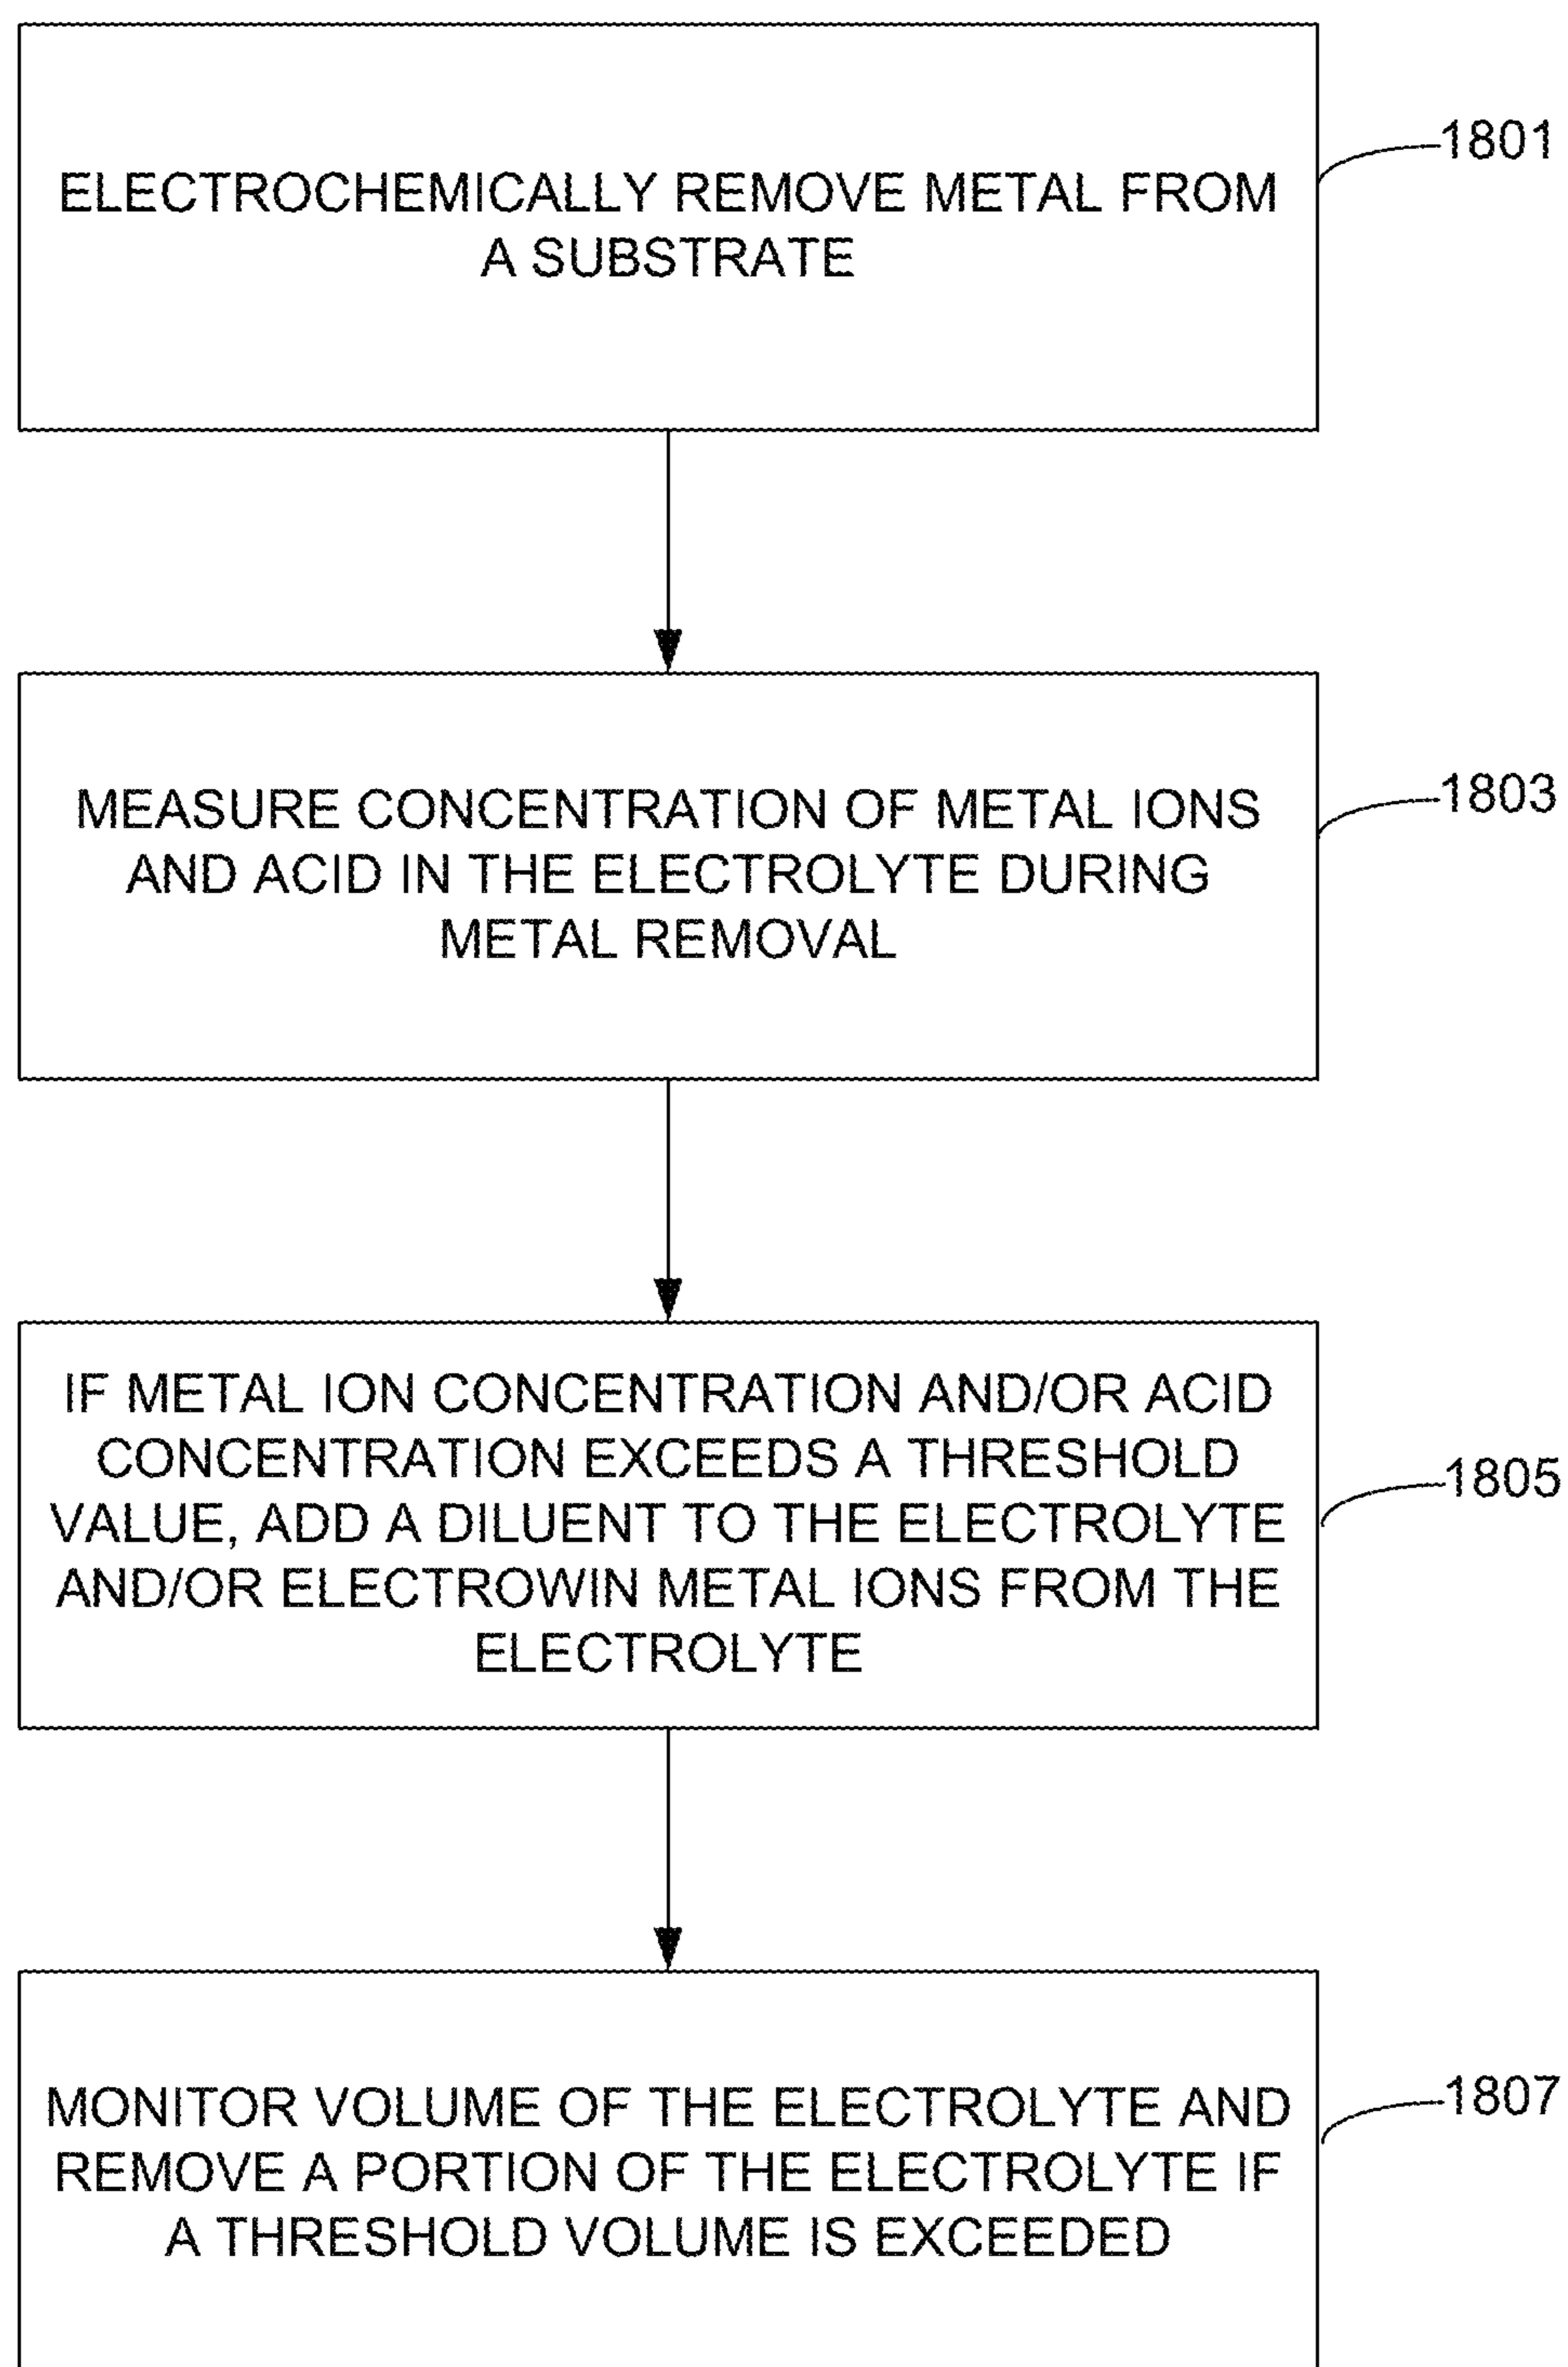 ELECTROCHEMICALLY REMOVE METAL FROM
A SUBSTRATE
1801
MEASURE CONCENTRATION OF METAL IONS
AND ACID IN THE ELECTROLYTE DURING
METAL REMOVAL
1803
IF METAL ION CONCENTRATION AND/OR ACID
CONCENTRATION EXCEEDS A THRESHOLD
VALUE, ADD A DILUENT TO THE ELECTROLYTE
AND/OR ELECTROWIN METAL IONS FROM THE
ELECTROLYTE
1805
MONITOR VOLUME OF THE ELECTROLYTE AND
REMOVE A PORTION OF THE ELECTROLYTE IF
A THRESHOLD VOLUME IS EXCEEDED
1807